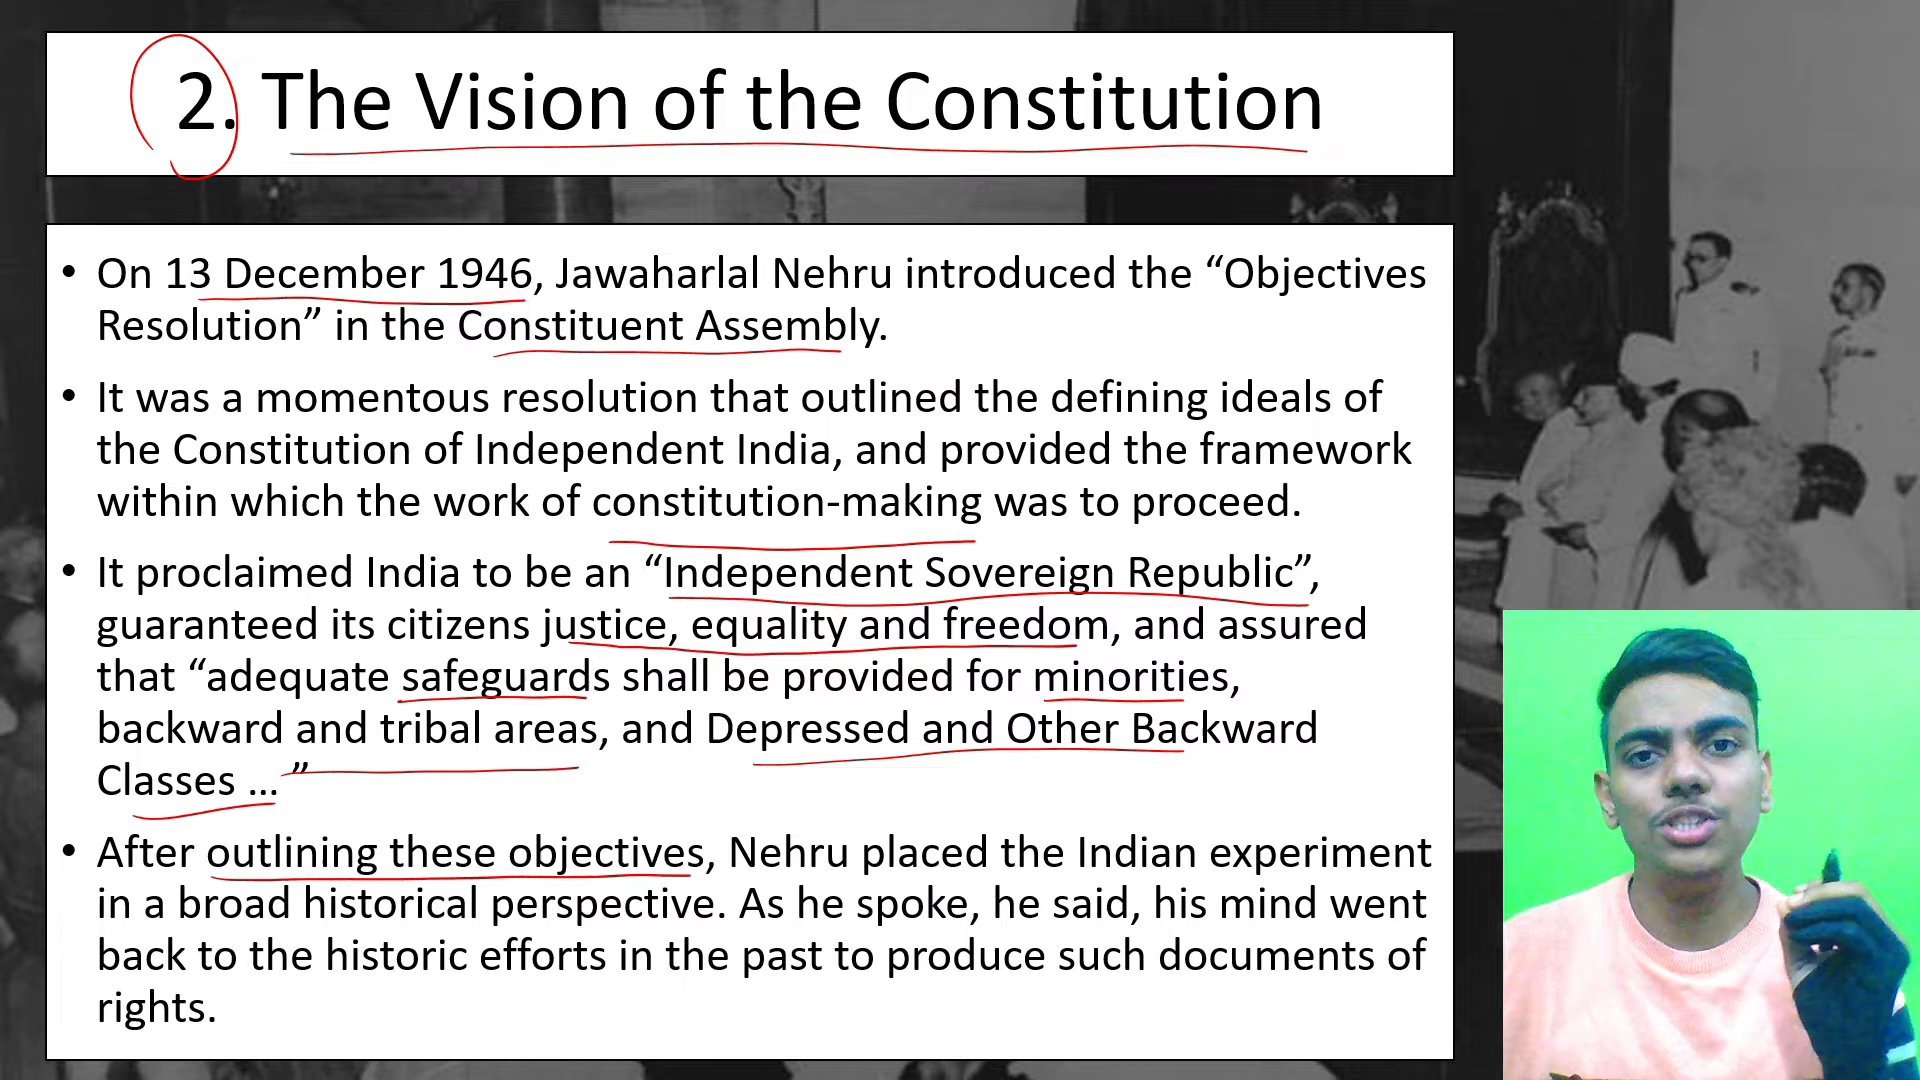 2. The Vision of the Constitution
• On 13 December 1946, Jawaharlal Nehru introduced the “Objectives
Resolution” in the Constituent Assembly.
• It was a momentous resolution that outlined the defining ideals of
the Constitution of Independent India, and provided the framework
within which the work of constitution-making was to proceed.
• It proclaimed India to be an “Independent Sovereign Republic”,
guaranteed its citizens justice, equality and freedom, and assured
that “adequate safeguards shall be provided for minorities,
backward and tribal areas, and Depressed and Other Backward
Classes … ”
• After outlining these objectives, Nehru placed the Indian experiment
in a broad historical perspective. As he spoke, he said, his mind went
back to the historic efforts in the past to produce such documents of
rights.